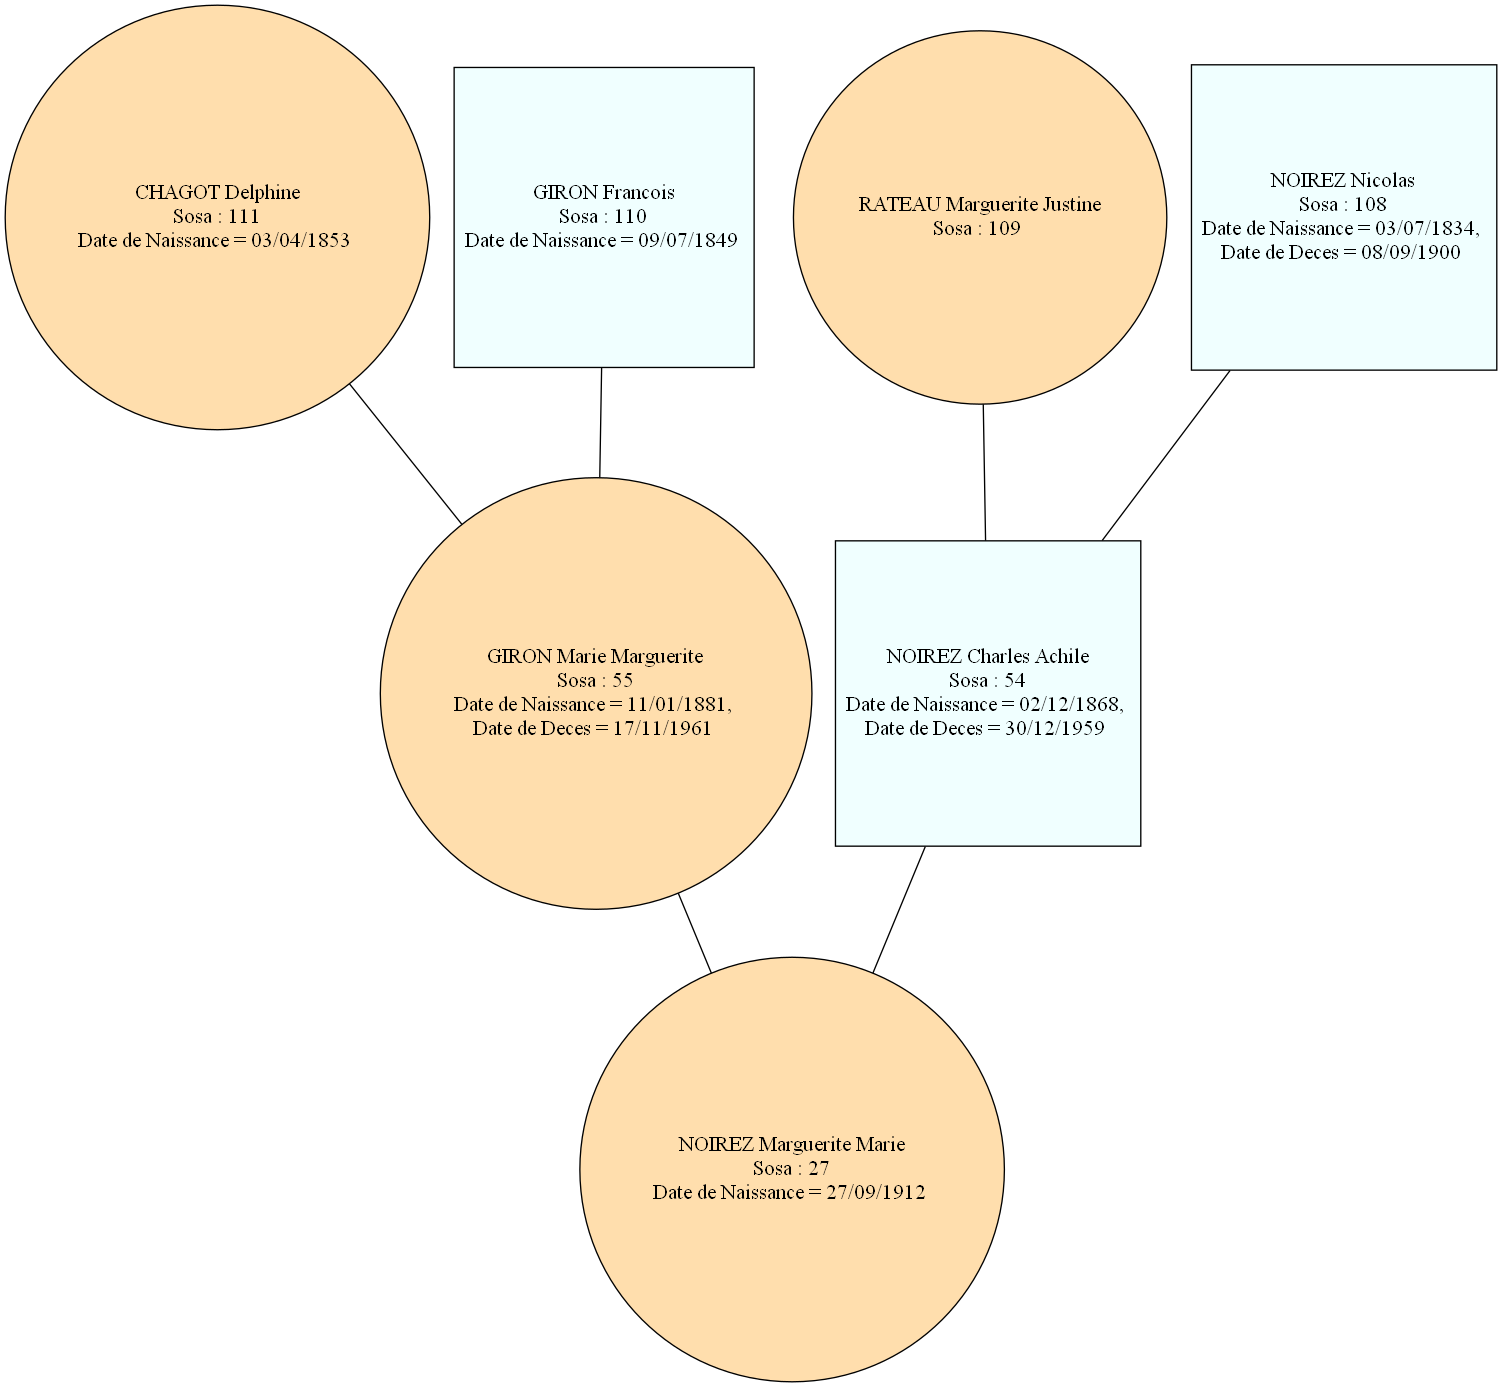 CHAGOT Delphine
Sosa : 111
Date de Naissance = 03/04/1853
GIRON Francois
Sosa : 110
Date de Naissance = 09/07/1849
RATEAU Marguerite Justine
Sosa : 109
NOIREZ Nicolas
Sosa : 108
Date de Naissance = 03/07/1834,
Date de Deces = 08/09/1900
GIRON Marie Marguerite
Sosa : 55
Date de Naissance = 11/01/1881,
Date de Deces = 17/11/1961
NOIREZ Charles Achile
Sosa : 54
Date de Naissance = 02/12/1868,
Date de Deces = 30/12/1959
NOIREZ Marguerite Marie
Sosa : 27
Date de Naissance = 27/09/1912